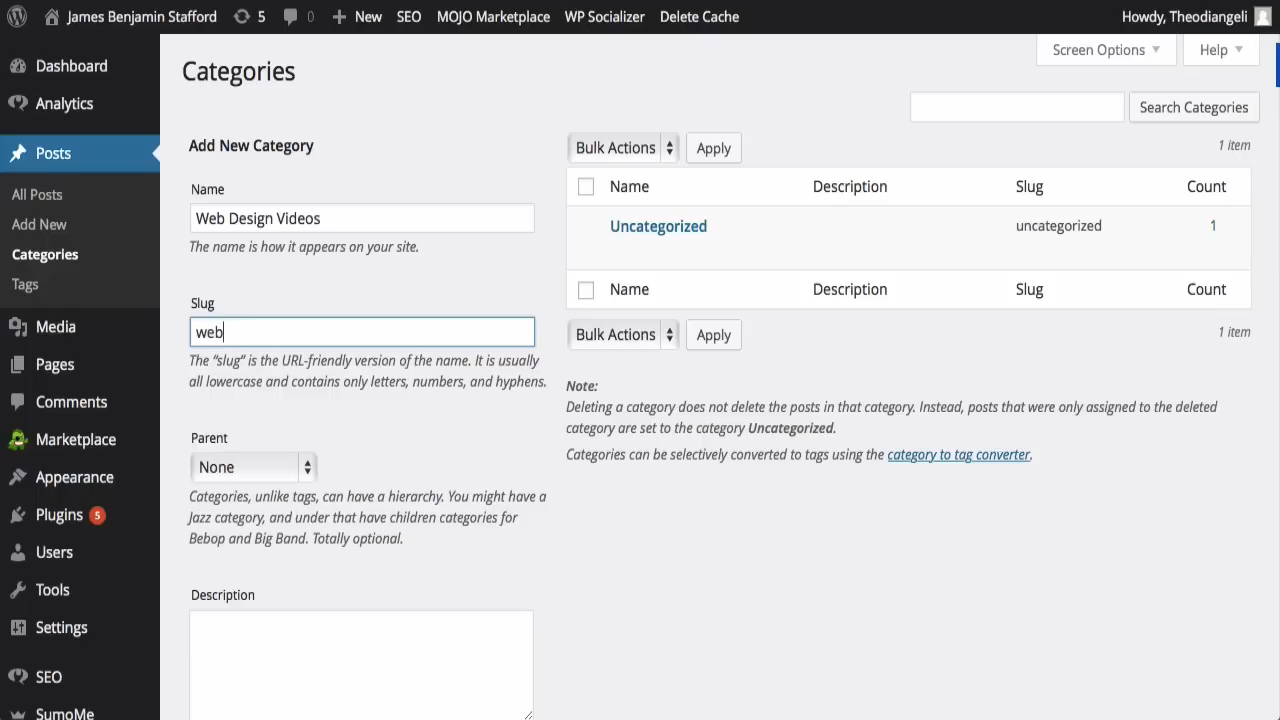 James Benjamin Stafford 5 0 New SEO MOJO Marketplace WP Socializer Delete Cache Howdy, Theodiangeli
Dashboard
Analytics
Posts
All Posts
Add New
Categories
Tags
Media
Pages
Comments
Marketplace
Appearance
Plugins 5
Users
Tools
Settings
SEO
SumoMe
Screen Options Help
Categories
Search Categories
Add New Category
Name
Web Design Videos
The name is how it appears on your site.
Slug
web
The “slug” is the URL-friendly version of the name. It is usually
all lowercase and contains only letters, numbers, and hyphens.
Parent
None
Categories, unlike tags, can have a hierarchy. You might have a
Jazz category, and under that have children categories for
Bebop and Big Band. Totally optional.
Description
Bulk Actions Apply 1 item
Name Description Slug Count
Uncategorized uncategorized 1
Name Description Slug Count
Bulk Actions Apply 1 item
Note:
Deleting a category does not delete the posts in that category. Instead, posts that were only assigned to the deleted
category are set to the category Uncategorized.
Categories can be selectively converted to tags using the category to tag converter.